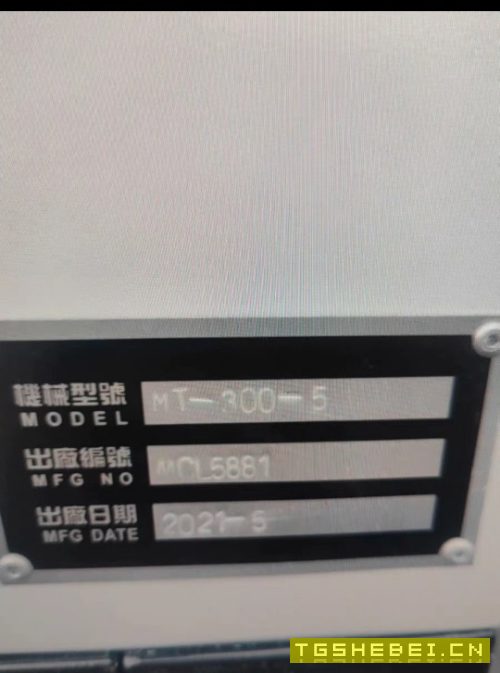 機械型號 MT-300-5
MODEL
出廠編號 MCL5881
MFG NO
出廠日期 2021-5
MFG DATE
TGSHEBEI.CN